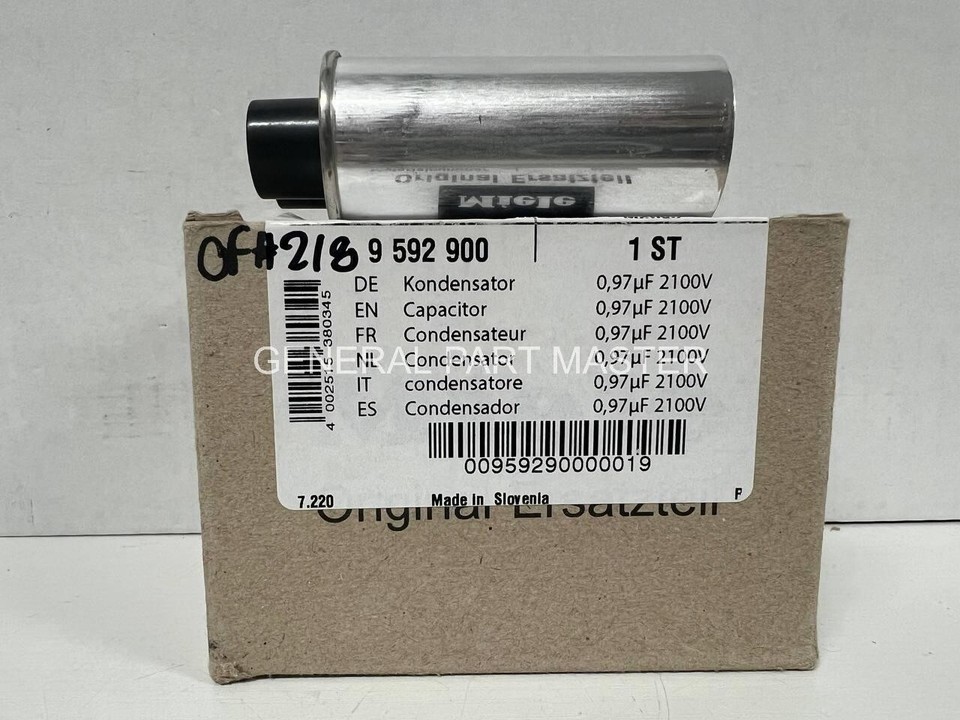 Original Ersatzteil
Miele
OFA218
9 592 900
1 ST
DE Kondensator 0,97µF 2100V
EN Capacitor 0,97µF 2100V
FR Condensateur 0,97µF 2100V
NL Condensator 0,97µF 2100V
IT condensatore 0,97µF 2100V
ES Condensador 0,97µF 2100V
4 002515 380345
GENERAL PART MASTER
00959290000019
7.220 Made in Slovenia
Original Ersatzteil